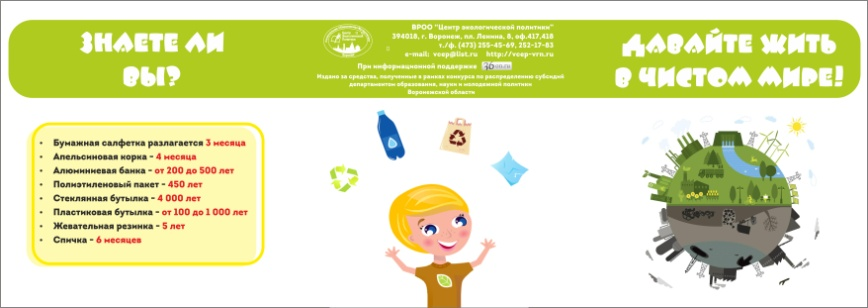 ЗНАЕТЕ ЛИ
ВЫ?
ВРОО "Центр экологической политики"
394018, г. Воронеж, пл. Ленина, 8, оф.417,418
т./ф. (473) 255-45-69, 252-17-83
e-mail: vcep@list.ru http://vcep-vrn.ru
При информационной поддержке
Издано за средства, полученные в рамках конкурса по распределению субсидий
департаментом образования, науки и молодежной политики
Воронежской области
ДАВАЙТЕ ЖИТЬ
В ЧИСТОМ МИРЕ!
• Бумажная салфетка разлагается 3 месяца
• Апельсиновая корка - 4 месяца
• Алюминиевая банка - от 200 до 500 лет
• Полиэтиленовый пакет - 450 лет
• Стеклянная бутылка - 4 000 лет
• Пластиковая бутылка - от 100 до 1 000 лет
• Жевательная резинка - 5 лет
• Спичка - 6 месяцев